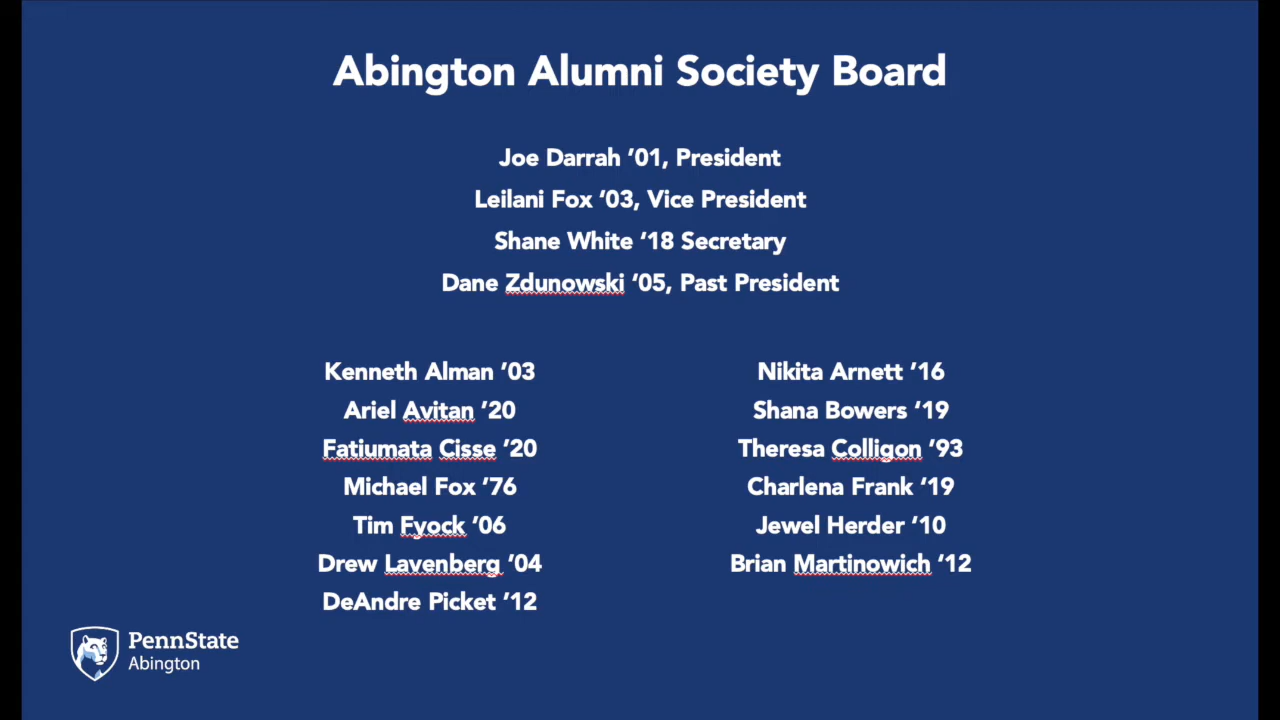 Abington Alumni Society Board
Joe Darrah ’01, President
Leilani Fox ‘03, Vice President
Shane White ‘18 Secretary
Dane Zdunowski ’05, Past President
Kenneth Alman ’03
Ariel Avitan ’20
Fatiumata Cisse ’20
Michael Fox ’76
Tim Fyock ’06
Drew Lavenberg ’04
DeAndre Picket ’12
Nikita Arnett ’16
Shana Bowers ‘19
Theresa Colligon ’93
Charlena Frank ‘19
Jewel Herder ’10
Brian Martinowich ’12
PennState
Abington